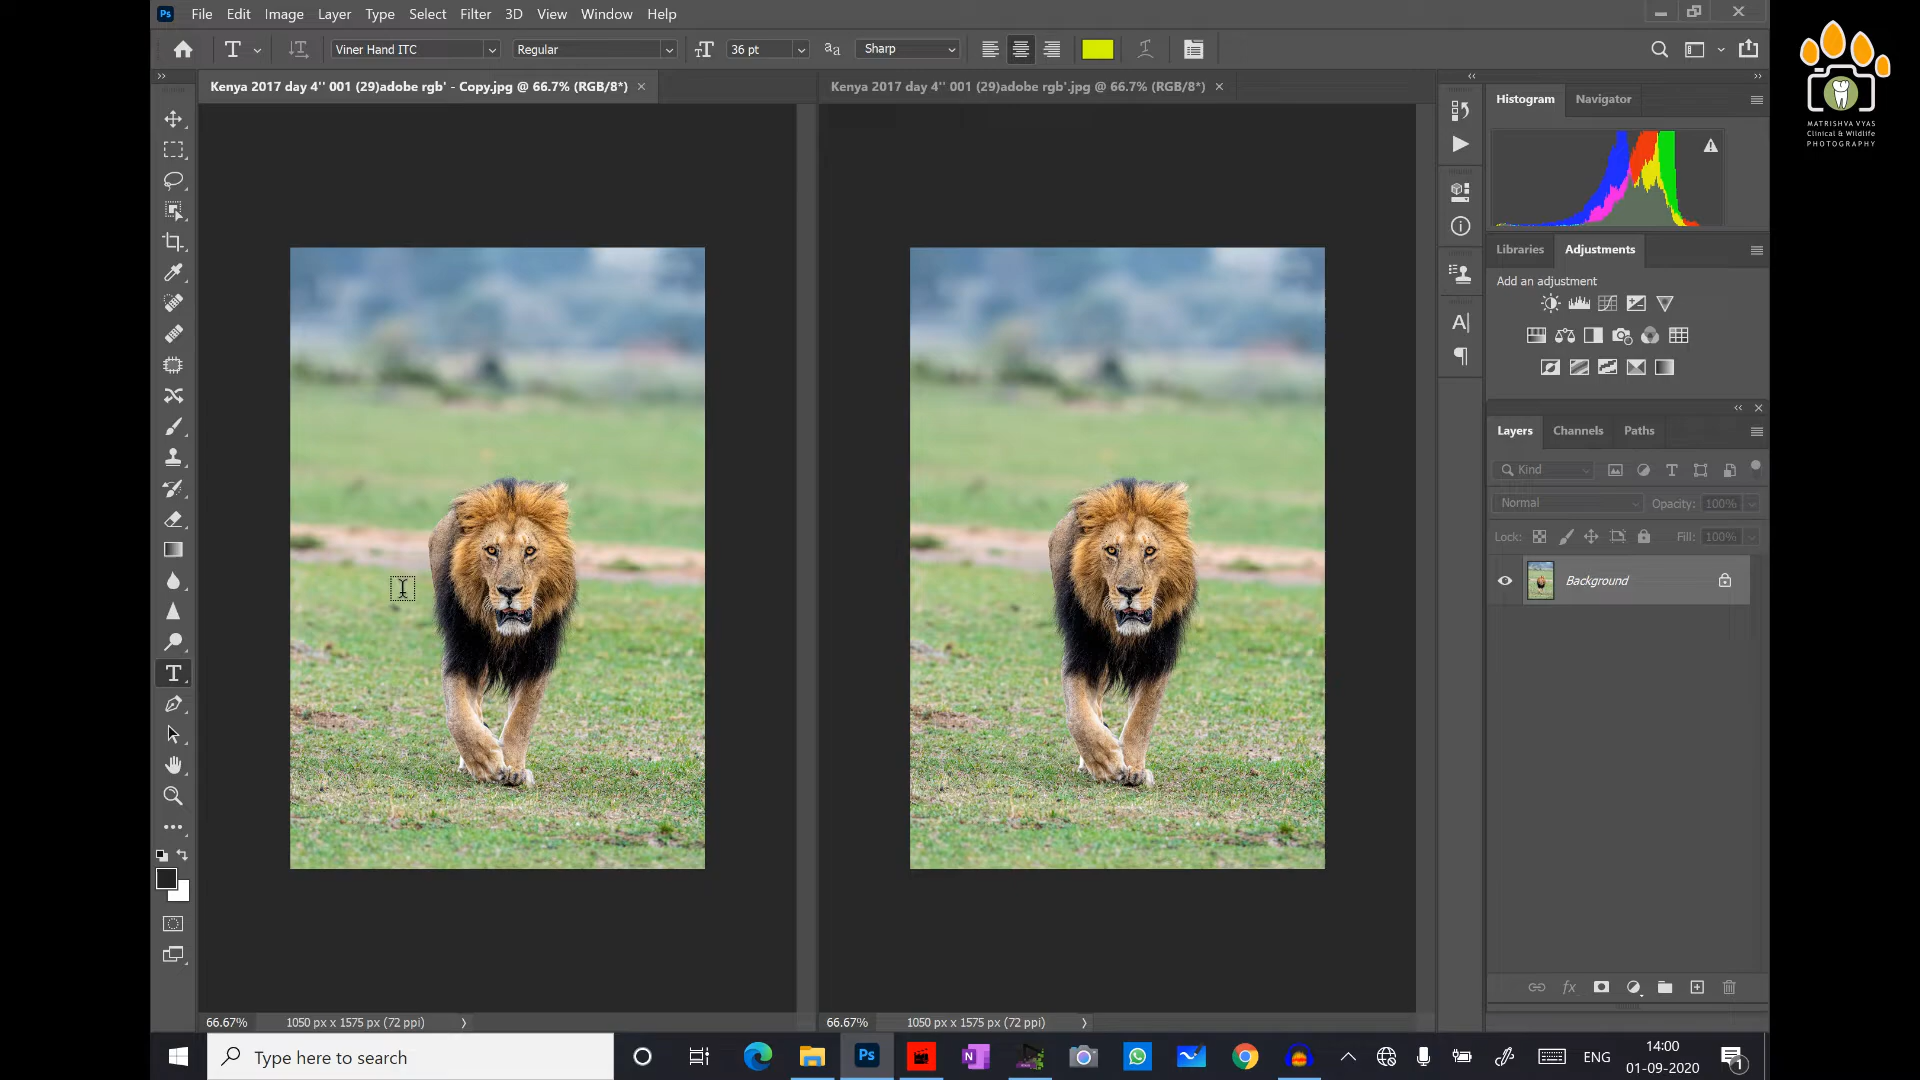 Ps File Edit Image Layer Type Select Filter 3D View Window Help
T Viner Hand ITC Regular 36 pt Sharp
Kenya 2017 day 4'' 001 (29)adobe rgb' - Copy.jpg @ 66.7% (RGB/8*)
Kenya 2017 day 4'' 001 (29)adobe rgb'.jpg @ 66.7% (RGB/8*)
Histogram Navigator
Libraries Adjustments
Add an adjustment
Layers Channels Paths
Kind
Normal Opacity: 100%
Lock: Fill: 100%
Background
66.67% 1050 px x 1575 px (72 ppi)
66.67% 1050 px x 1575 px (72 ppi)
Type here to search
Ps
ENG
14:00
01-09-2020
1
MATRISHVA VYAS
Clinical & Wildlife
PHOTOGRAPHY